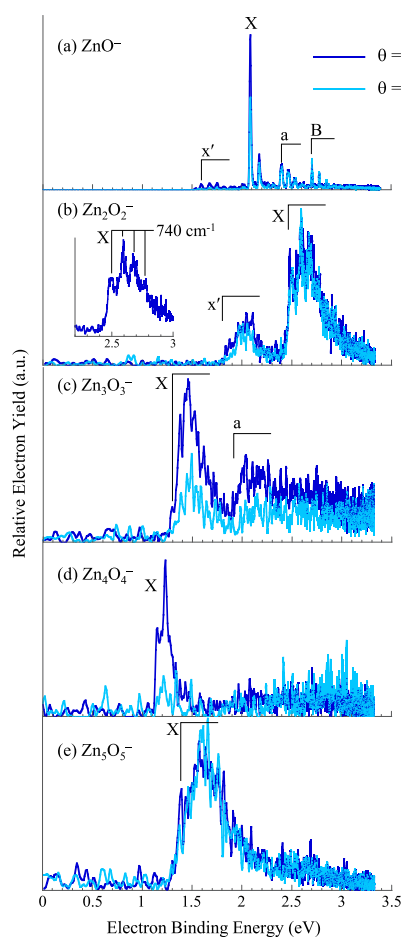 X
(a) ZnO⁻
θ =
θ =
x′
a
B
(b) Zn₂O₂⁻
X
X
740 cm⁻¹
2.5
3
x′
(c) Zn₃O₃⁻
X
a
(d) Zn₄O₄⁻
X
(e) Zn₅O₅⁻
X
0
0.5
1
1.5
2
2.5
3
3.5
Electron Binding Energy (eV)
Relative Electron Yield (a.u.)